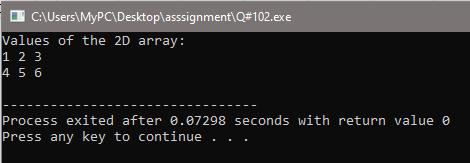 C:\Users\MyPC\Desktop\asssignment\Q#102.exe
Values of the 2D array:
1 2 3
4 5 6
--------------------------------
Process exited after 0.07298 seconds with return value 0
Press any key to continue . . .